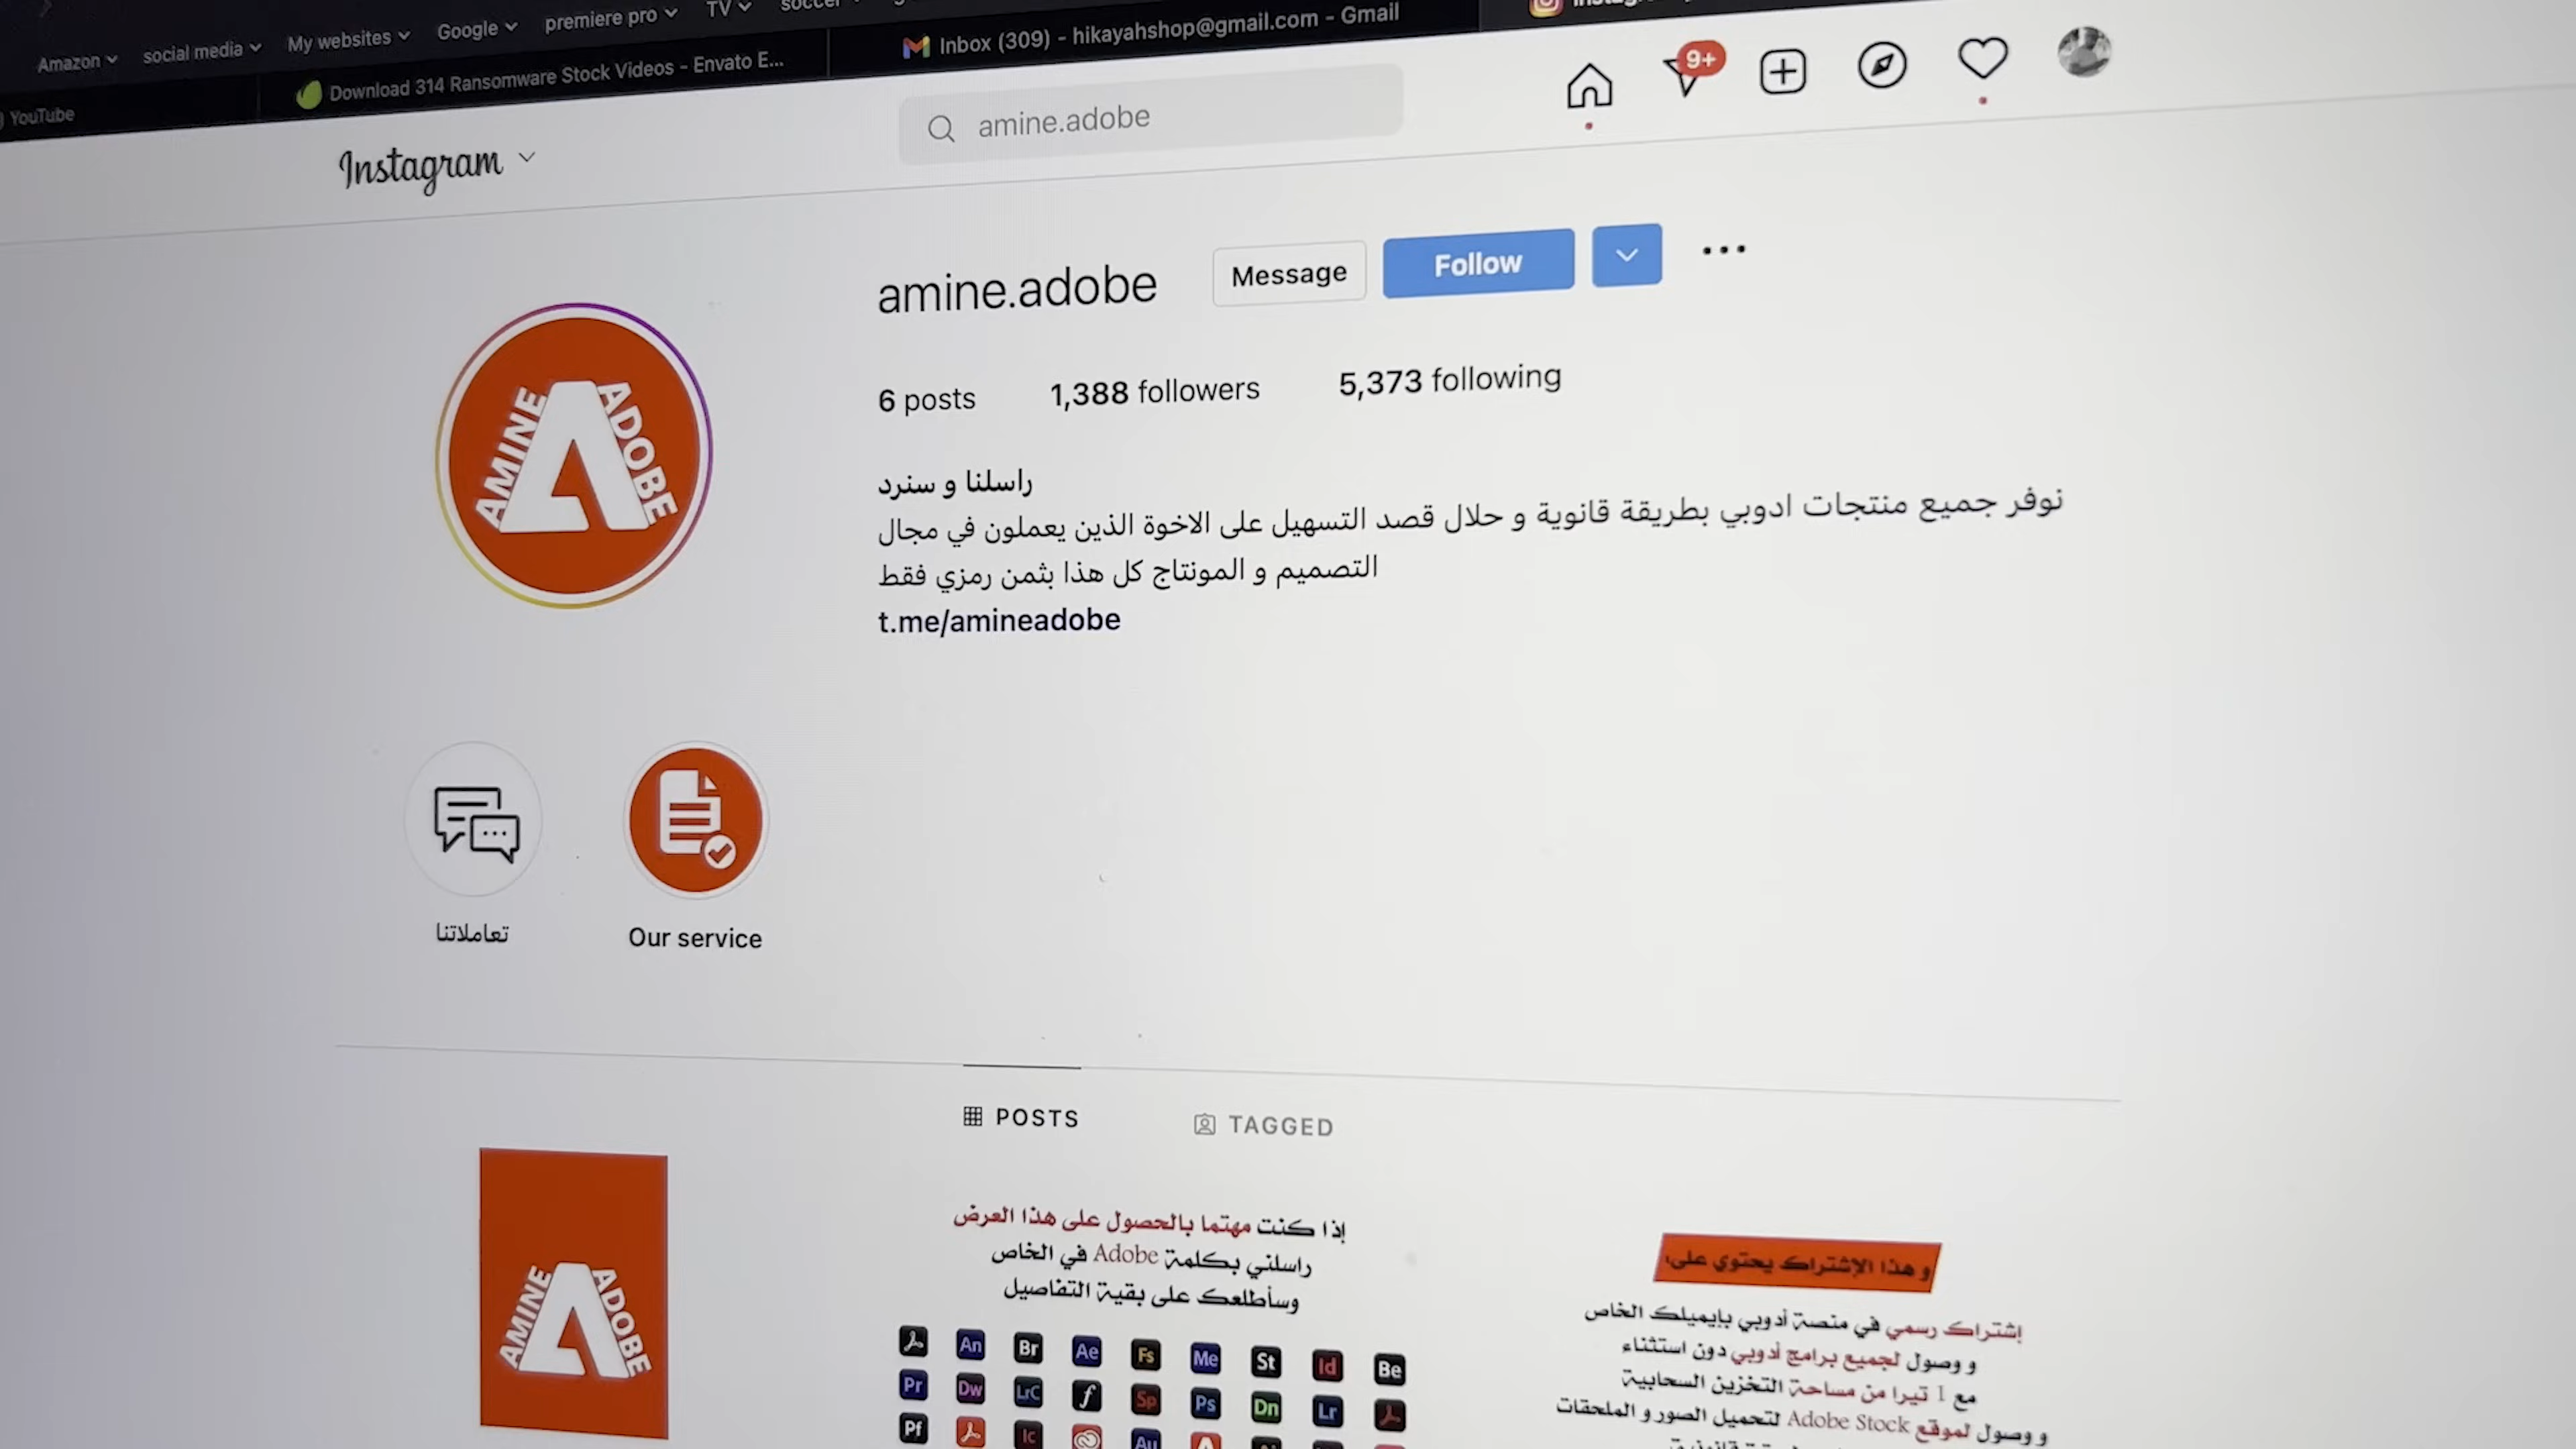 Amazon
social media
My websites
Google
premiere pro
TV
soccer
YouTube
Download 314 Ransomware Stock Videos - Envato E...
Inbox (309) - hikayahshop@gmail.com - Gmail
Instagram
amine.adobe
9+
amine.adobe
Message
Follow
6 posts
1,388 followers
5,373 following
AMINE ADOBE
راسلنا و سنرد
نوفر جميع منتجات ادوبي بطريقة قانوية و حلال قصد التسهيل على الاخوة الذين يعملون في مجال
التصميم و المونتاج كل هذا بثمن رمزي فقط
t.me/amineadobe
تعاملاتنا
Our service
POSTS
TAGGED
AMINE ADOBE
إذا كنت مهتما بالحصول على هذا العرض
راسلني بكلمة Adobe في الخاص
وسأطلعك على بقية التفاصيل
An Br Ae Fs Me St Id Be
Pr Dw LrC f Sp Ps Dn Lr
Pf Ic Au
و هذا الإشتراك يحتوي على:
إشتراك رسمي في منصة أدوبي بإيميلك الخاص
و وصول لجميع برامج أدوبي دون استثناء
مع 1 تيرا من مساحة التخزين السحابية
و وصول لموقع Adobe Stock لتحميل الصور و الملحقات